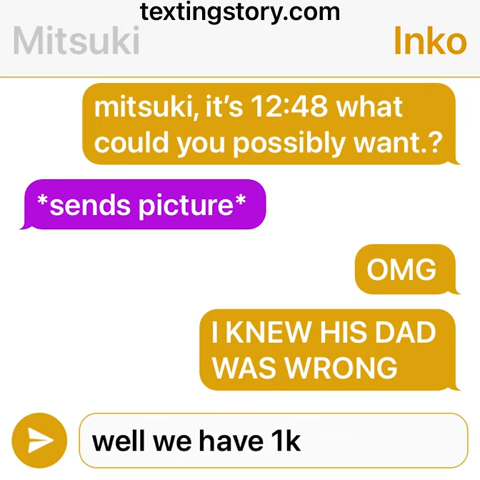 textingstory.com
Mitsuki
Inko
mitsuki, it’s 12:48 what
could you possibly want.?
*sends picture*
OMG
I KNEW HIS DAD
WAS WRONG
well we have 1k